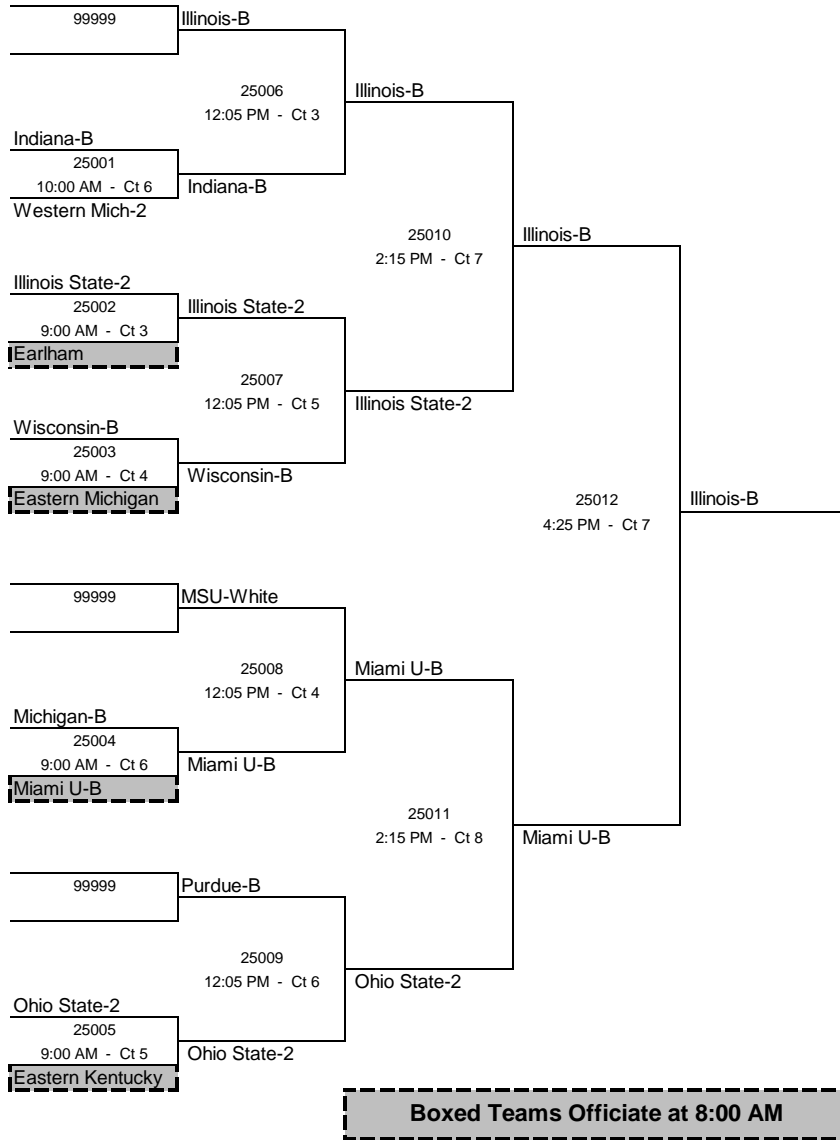 99999
Illinois-B
25006
12:05 PM - Ct 3
Illinois-B
Indiana-B
25001
10:00 AM - Ct 6
Indiana-B
Western Mich-2
25010
2:15 PM - Ct 7
Illinois-B
Illinois State-2
25002
9:00 AM - Ct 3
Illinois State-2
Earlham
25007
12:05 PM - Ct 5
Illinois State-2
Wisconsin-B
25003
9:00 AM - Ct 4
Wisconsin-B
Eastern Michigan
25012
4:25 PM - Ct 7
Illinois-B
99999
MSU-White
25008
12:05 PM - Ct 4
Miami U-B
Michigan-B
25004
9:00 AM - Ct 6
Miami U-B
Miami U-B
25011
2:15 PM - Ct 8
Miami U-B
99999
Purdue-B
25009
12:05 PM - Ct 6
Ohio State-2
Ohio State-2
25005
9:00 AM - Ct 5
Ohio State-2
Eastern Kentucky
Boxed Teams Officiate at 8:00 AM